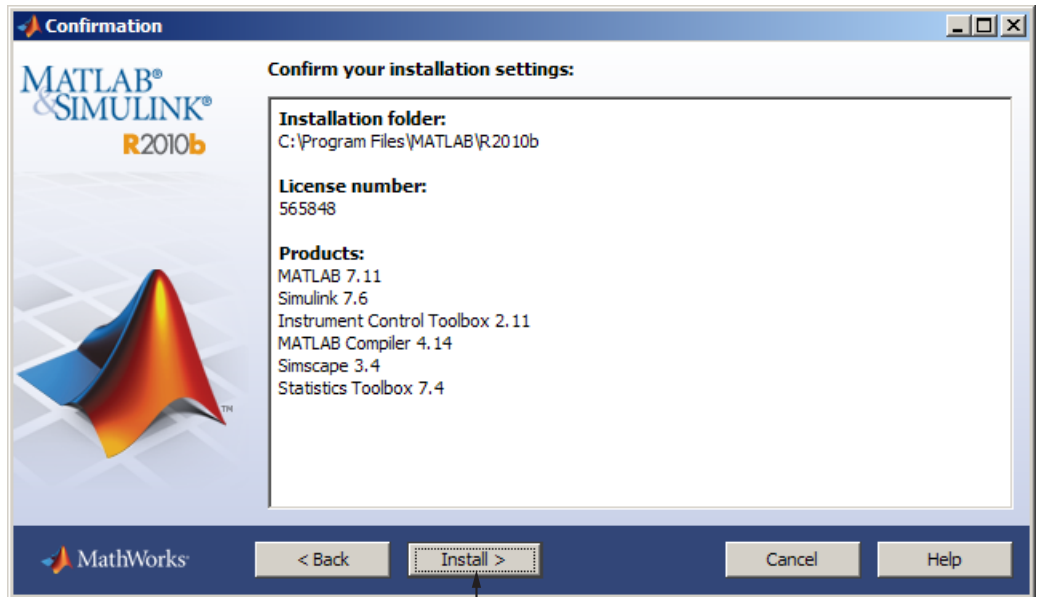 Confirmation
MATLAB®
&SIMULINK®
R2010b
Confirm your installation settings:
Installation folder:
C:\Program Files\MATLAB\R2010b
License number:
565848
Products:
MATLAB 7.11
Simulink 7.6
Instrument Control Toolbox 2.11
MATLAB Compiler 4.14
Simscape 3.4
Statistics Toolbox 7.4
TM
MathWorks
< Back
Install >
Cancel
Help